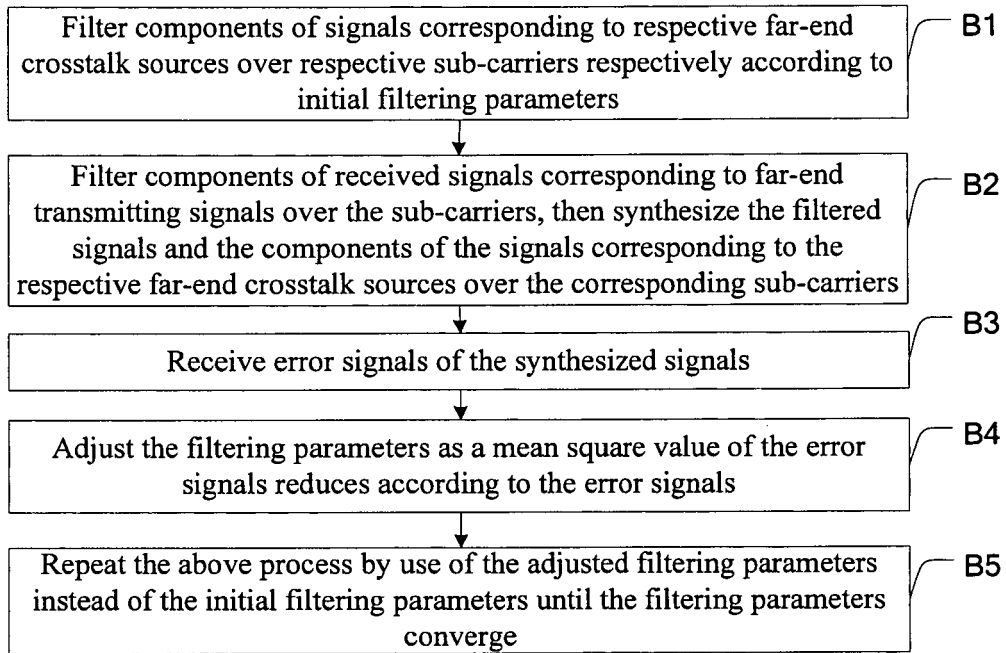 Filter components of signals corresponding to respective far-end
crosstalk sources over respective sub-carriers respectively according to
initial filtering parameters
B1
Filter components of received signals corresponding to far-end
transmitting signals over the sub-carriers, then synthesize the filtered
signals and the components of the signals corresponding to the
respective far-end crosstalk sources over the corresponding sub-carriers
B2
Receive error signals of the synthesized signals
B3
Adjust the filtering parameters as a mean square value of the error
signals reduces according to the error signals
B4
Repeat the above process by use of the adjusted filtering parameters
instead of the initial filtering parameters until the filtering parameters
converge
B5